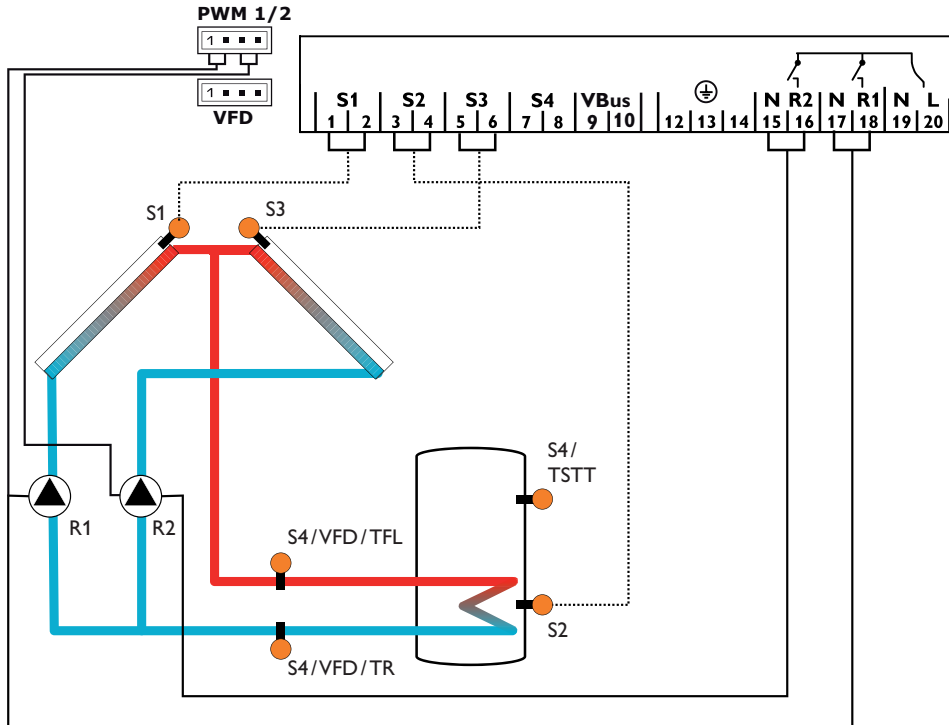 PWM 1/2
1
1
VFD
S1 S2 S3 S4 VBus N R2 N R1 N L
1 2 3 4 5 6 7 8 9 10 12 13 14 15 16 17 18 19 20
S1
S3
S4/
TSTT
R1
R2
S4/VFD/TFL
S2
S4/VFD/TR